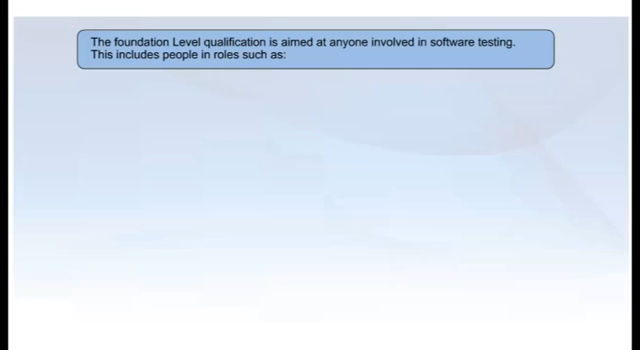 The foundation Level qualification is aimed at anyone involved in software testing.
This includes people in roles such as: